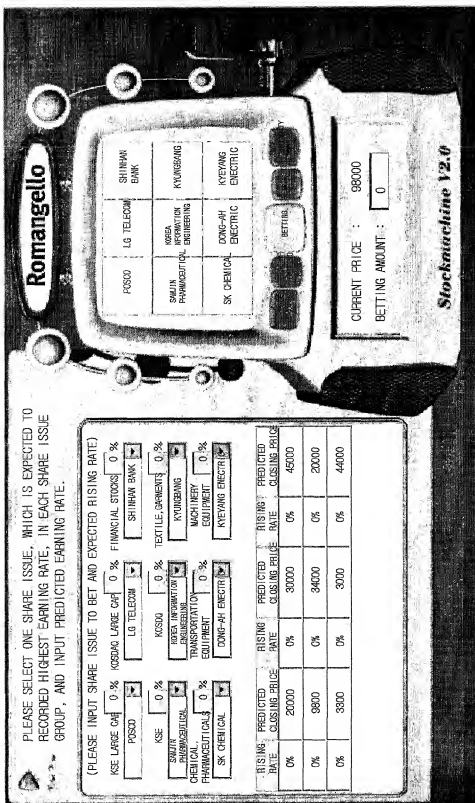 PLEASE SELECT ONE SHARE ISSUE, WHICH IS EXPECTED TO
RECORDED HIGHEST EARNING RATE, IN EACH SHARE ISSUE
GROUP, AND INPUT PREDICTED EARNING RATE.
(PLEASE INPUT SHARE ISSUE TO BET AND EXPECTED RISING RATE)
KSE LARGE CAP 0 % KOSDAQ LARGE CAP 0 % FINANCIAL STOCKS 0 %
POSCO LG TELECOM SHINHAN BANK
KSE 0 % KOSDQ 0 % TEXTILE, GARMENTS 0 %
SAMJIN PHARMACEUTICAL KOREA INFORMATION ENGINEERING KYUNGBANG
CHEMICAL, PHARMACEUTICALS 0 % TRANSPORTATION EQUIPMENT 0 % MACHINERY EQUIPMENT 0 %
SK CHEMICAL DONG-AH ENECTRIC KYEYANG ENECTRIC
RISING RATE PREDICTED CLOSING PRICE RISING RATE PREDICTED CLOSING PRICE RISING RATE PREDICTED CLOSING PRICE
0% 20000 0% 30000 0% 45000
0% 9800 0% 34000 0% 20000
0% 3300 0% 3000 0% 44000
Romangello
POSCO LG TELECOM SHINHAN BANK
SAMJIN PHARMACEUTICAL KOREA INFORMATION ENGINEERING KYUNGBANG
SK CHEMICAL DONG-AH ENECTRIC KYEYANG ENECTRIC
BETTING
CURRENT PRICE : 98000
BETTING AMOUNT : 0
Stockmachine V2.0